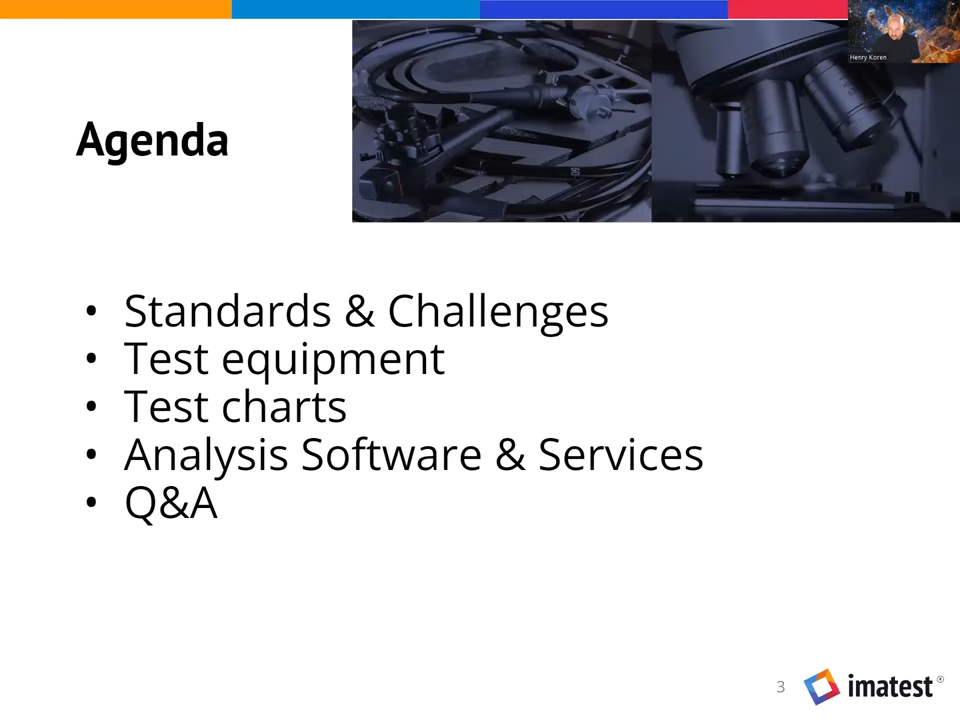 Henry Koren
Agenda
• Standards & Challenges
• Test equipment
• Test charts
• Analysis Software & Services
• Q&A
3
imatest®